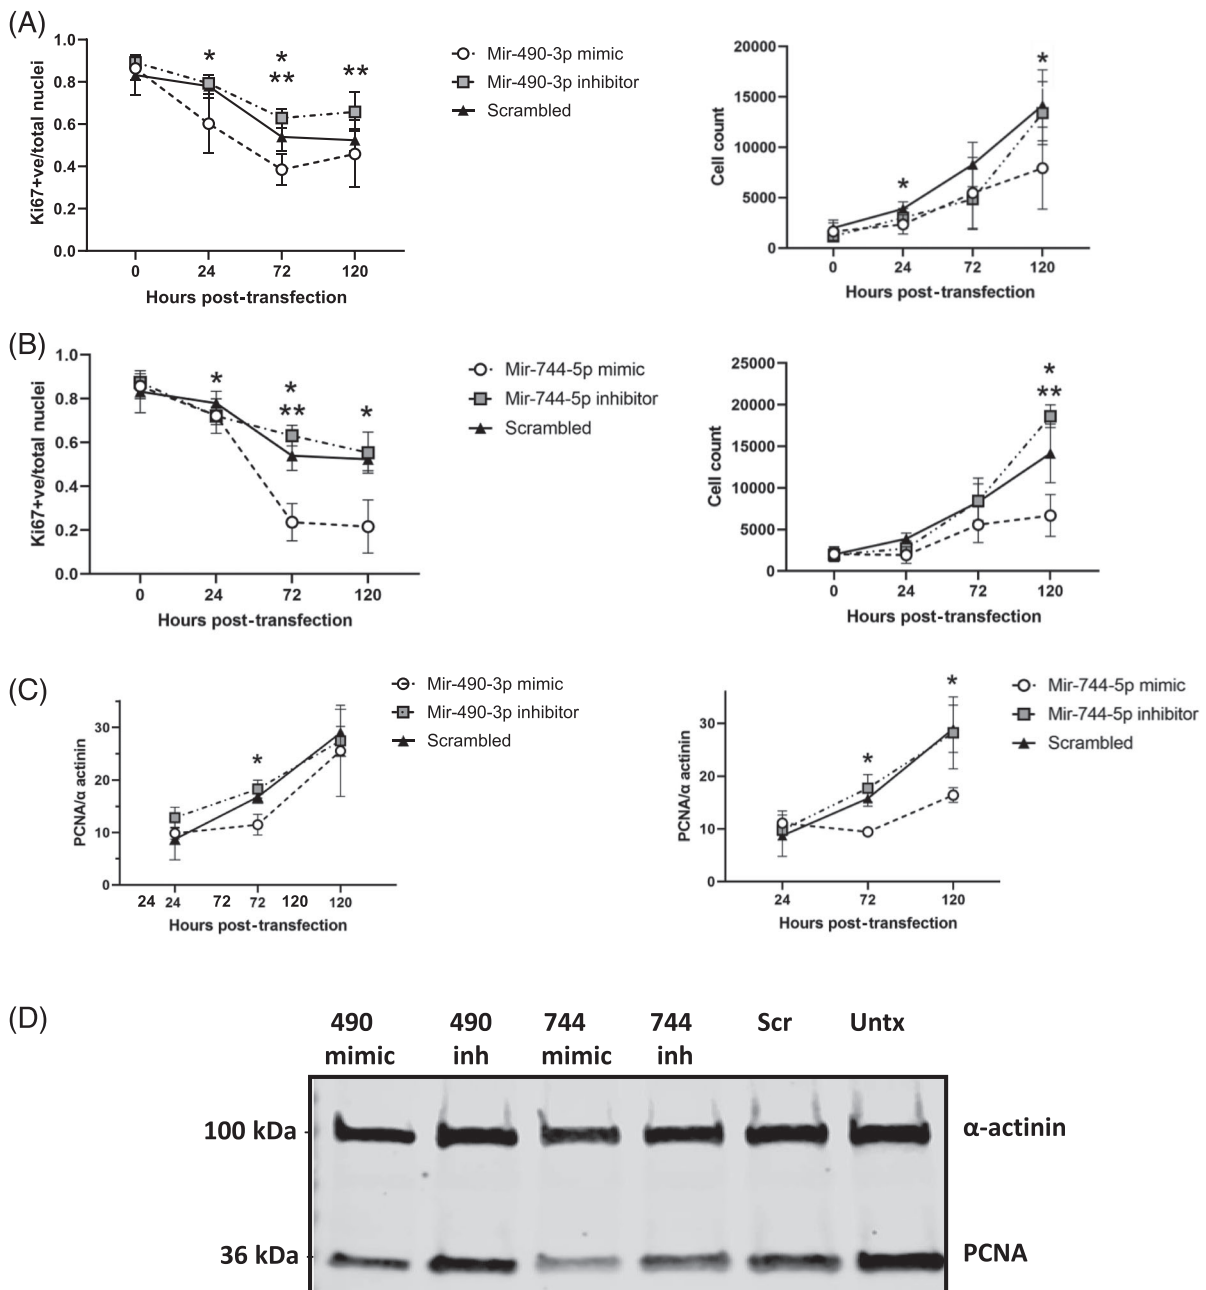 (A)
1.0
0.8
0.6
0.4
0.2
0.0
Ki67+ve/total nuclei
* * ** **
0 24 72 120
Hours post-transfection
Mir-490-3p mimic
Mir-490-3p inhibitor
Scrambled
20000
15000
10000
5000
0
Cell count
* *
0 24 72 120
Hours post-transfection
(B)
1.0
0.8
0.6
0.4
0.2
0.0
Ki67+ve/total nuclei
* * ** *
0 24 72 120
Hours post-transfection
Mir-744-5p mimic
Mir-744-5p inhibitor
Scrambled
25000
20000
15000
10000
5000
0
Cell count
* **
0 24 72 120
Hours post-transfection
(C)
30
20
10
0
PCNA/α actinin
*
24 24 72 72 120 120
Hours post-transfection
Mir-490-3p mimic
Mir-490-3p inhibitor
Scrambled
30
20
10
0
PCNA/α actinin
* *
24 72 120
Hours post-transfection
Mir-744-5p mimic
Mir-744-5p inhibitor
Scrambled
(D)
490 mimic
490 inh
744 mimic
744 inh
Scr
Untx
100 kDa
α-actinin
36 kDa
PCNA